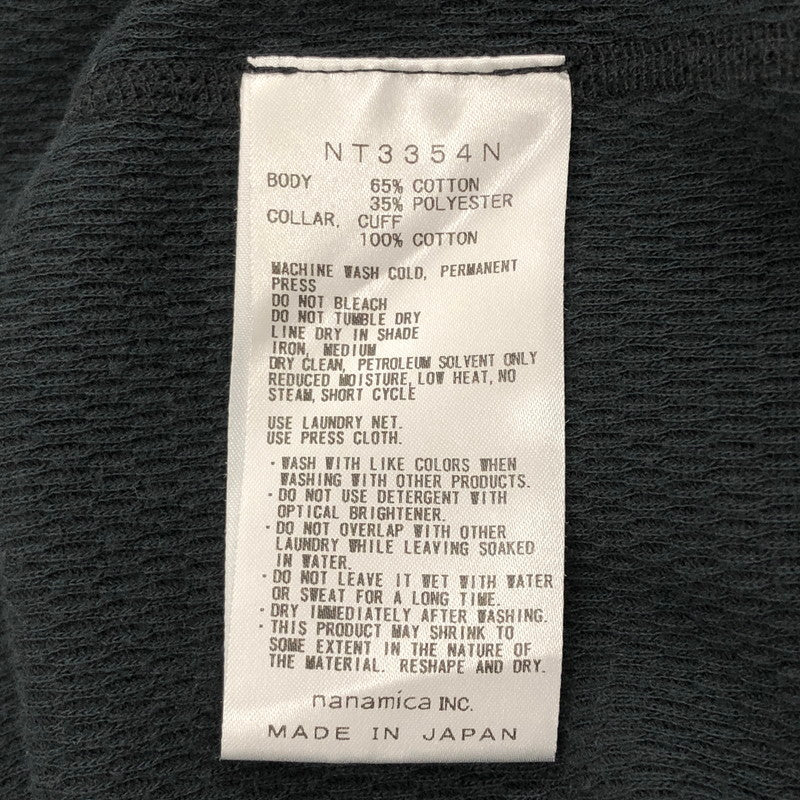 NT3354N
BODY 65% COTTON
35% POLYESTER
COLLAR, CUFF
100% COTTON
MACHINE WASH COLD, PERMANENT
PRESS
DO NOT BLEACH
DO NOT TUMBLE DRY
LINE DRY IN SHADE
IRON, MEDIUM
DRY CLEAN, PETROLEUM SOLVENT ONLY
REDUCED MOISTURE, LOW HEAT, NO
STEAM, SHORT CYCLE
USE LAUNDRY NET.
USE PRESS CLOTH.
・WASH WITH LIKE COLORS WHEN
WASHING WITH OTHER PRODUCTS.
・DO NOT USE DETERGENT WITH
OPTICAL BRIGHTENER.
・DO NOT OVERLAP WITH OTHER
LAUNDRY WHILE LEAVING SOAKED
IN WATER.
・DO NOT LEAVE IT WET WITH WATER
OR SWEAT FOR A LONG TIME.
・DRY IMMEDIATELY AFTER WASHING.
・THIS PRODUCT MAY SHRINK TO
SOME EXTENT IN THE NATURE OF
THE MATERIAL. RESHAPE AND DRY.
nanamica INC.
MADE IN JAPAN